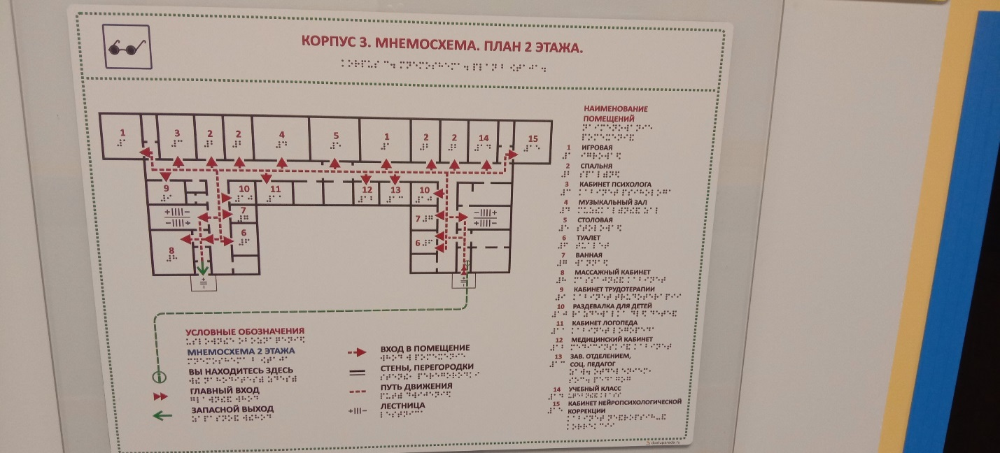 КОРПУС 3. МНЕМОСХЕМА. ПЛАН 2 ЭТАЖА.
1 3 2 2 4 5 1 2 2 14 15
9 10 11 12 13 10
+||||− −||||+
−||||+ +||||−
7 7
6 6
8
НАИМЕНОВАНИЕ
ПОМЕЩЕНИЙ
1 ИГРОВАЯ
2 СПАЛЬНЯ
3 КАБИНЕТ ПСИХОЛОГА
4 МУЗЫКАЛЬНЫЙ ЗАЛ
5 СТОЛОВАЯ
6 ТУАЛЕТ
7 ВАННАЯ
8 МАССАЖНЫЙ КАБИНЕТ
9 КАБИНЕТ ТРУДОТЕРАПИИ
10 РАЗДЕВАЛКА ДЛЯ ДЕТЕЙ
11 КАБИНЕТ ЛОГОПЕДА
12 МЕДИЦИНСКИЙ КАБИНЕТ
13 ЗАВ. ОТДЕЛЕНИЕМ,
СОЦ. ПЕДАГОГ
14 УЧЕБНЫЙ КЛАСС
15 КАБИНЕТ НЕЙРОПСИХОЛОГИЧЕСКОЙ
КОРРЕКЦИИ
УСЛОВНЫЕ ОБОЗНАЧЕНИЯ
МНЕМОСХЕМА 2 ЭТАЖА
ВЫ НАХОДИТЕСЬ ЗДЕСЬ
ГЛАВНЫЙ ВХОД
ЗАПАСНОЙ ВЫХОД
ВХОД В ПОМЕЩЕНИЕ
СТЕНЫ, ПЕРЕГОРОДКИ
ПУТЬ ДВИЖЕНИЯ
+|||− ЛЕСТНИЦА
dostupsreda.ru